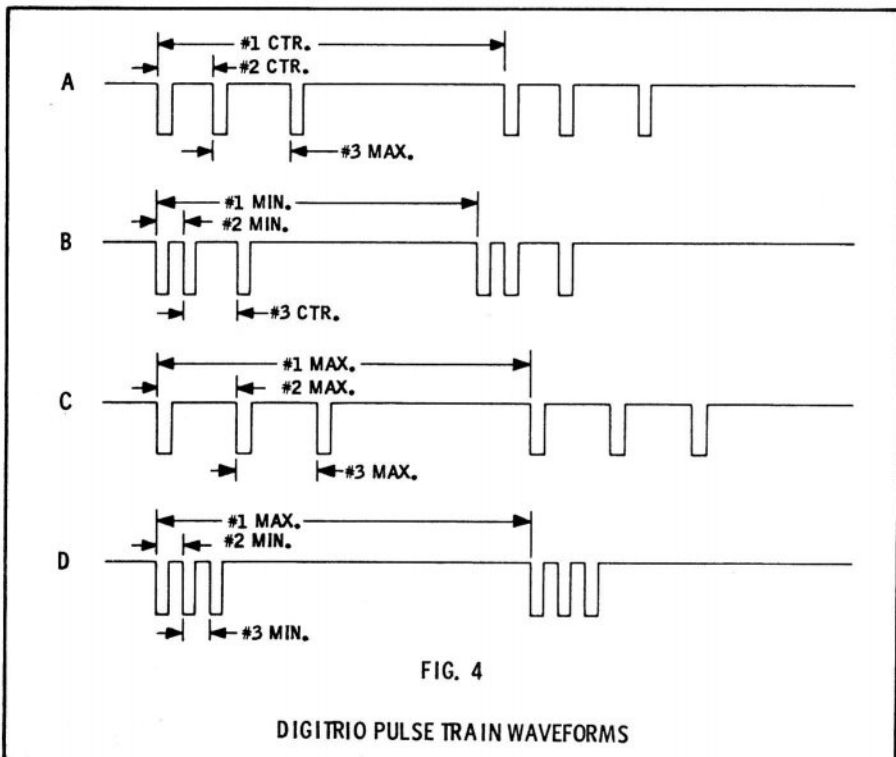 #1 CTR.
#2 CTR.
A
#3 MAX.
#1 MIN.
#2 MIN.
B
#3 CTR.
#1 MAX.
#2 MAX.
C
#3 MAX.
#1 MAX.
#2 MIN.
D
#3 MIN.
FIG. 4
DIGITRIO PULSE TRAIN WAVEFORMS